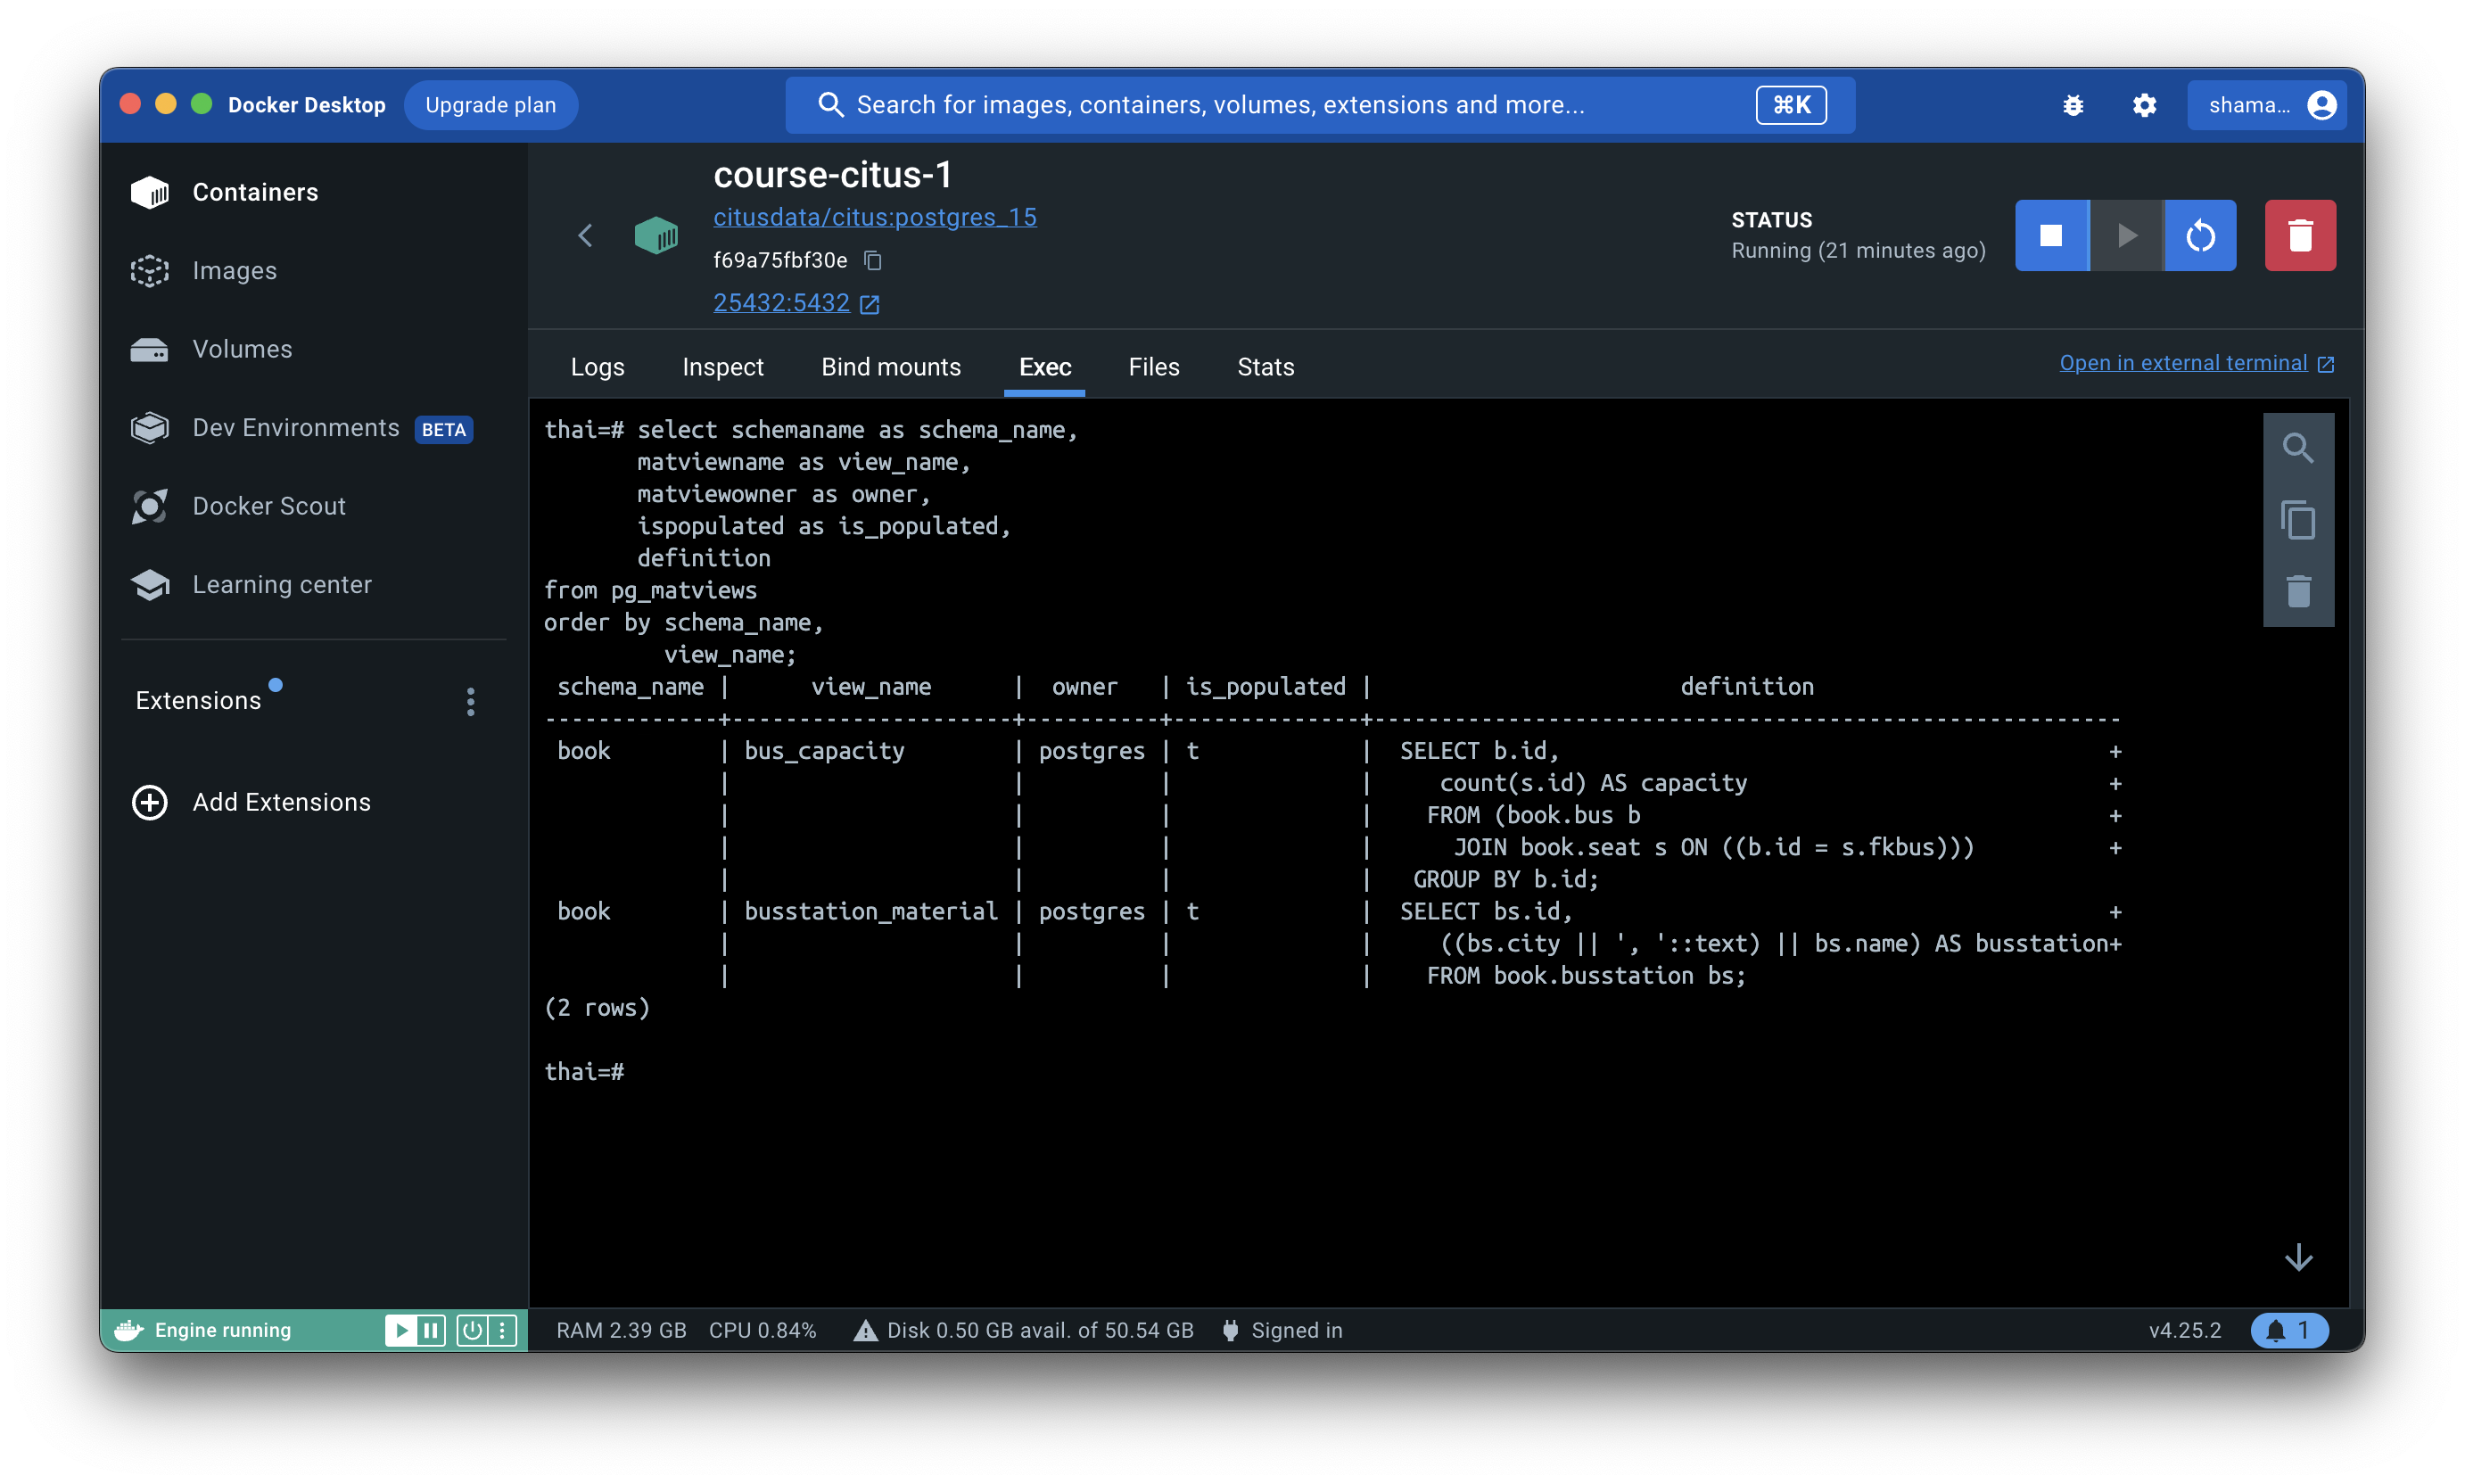 Docker Desktop
Upgrade plan
Search for images, containers, volumes, extensions and more...
⌘K
shama...
Containers
Images
Volumes
Dev Environments BETA
Docker Scout
Learning center
Extensions
Add Extensions
course-citus-1
citusdata/citus:postgres_15
f69a75fbf30e
25432:5432
STATUS
Running (21 minutes ago)
Logs Inspect Bind mounts Exec Files Stats
Open in external terminal
thai=# select schemaname as schema_name,
       matviewname as view_name,
       matviewowner as owner,
       ispopulated as is_populated,
       definition
from pg_matviews
order by schema_name,
         view_name;
 schema_name |      view_name      |  owner   | is_populated |                       definition
-------------+---------------------+----------+--------------+--------------------------------------------------------
 book        | bus_capacity        | postgres | t            |  SELECT b.id,                                         +
             |                     |          |              |     count(s.id) AS capacity                           +
             |                     |          |              |    FROM (book.bus b                                   +
             |                     |          |              |      JOIN book.seat s ON ((b.id = s.fkbus)))          +
             |                     |          |              |   GROUP BY b.id;
 book        | busstation_material | postgres | t            |  SELECT bs.id,                                        +
             |                     |          |              |     ((bs.city || ', '::text) || bs.name) AS busstation+
             |                     |          |              |    FROM book.busstation bs;
(2 rows)
thai=#
Engine running
RAM 2.39 GB CPU 0.84% Disk 0.50 GB avail. of 50.54 GB Signed in
v4.25.2
1